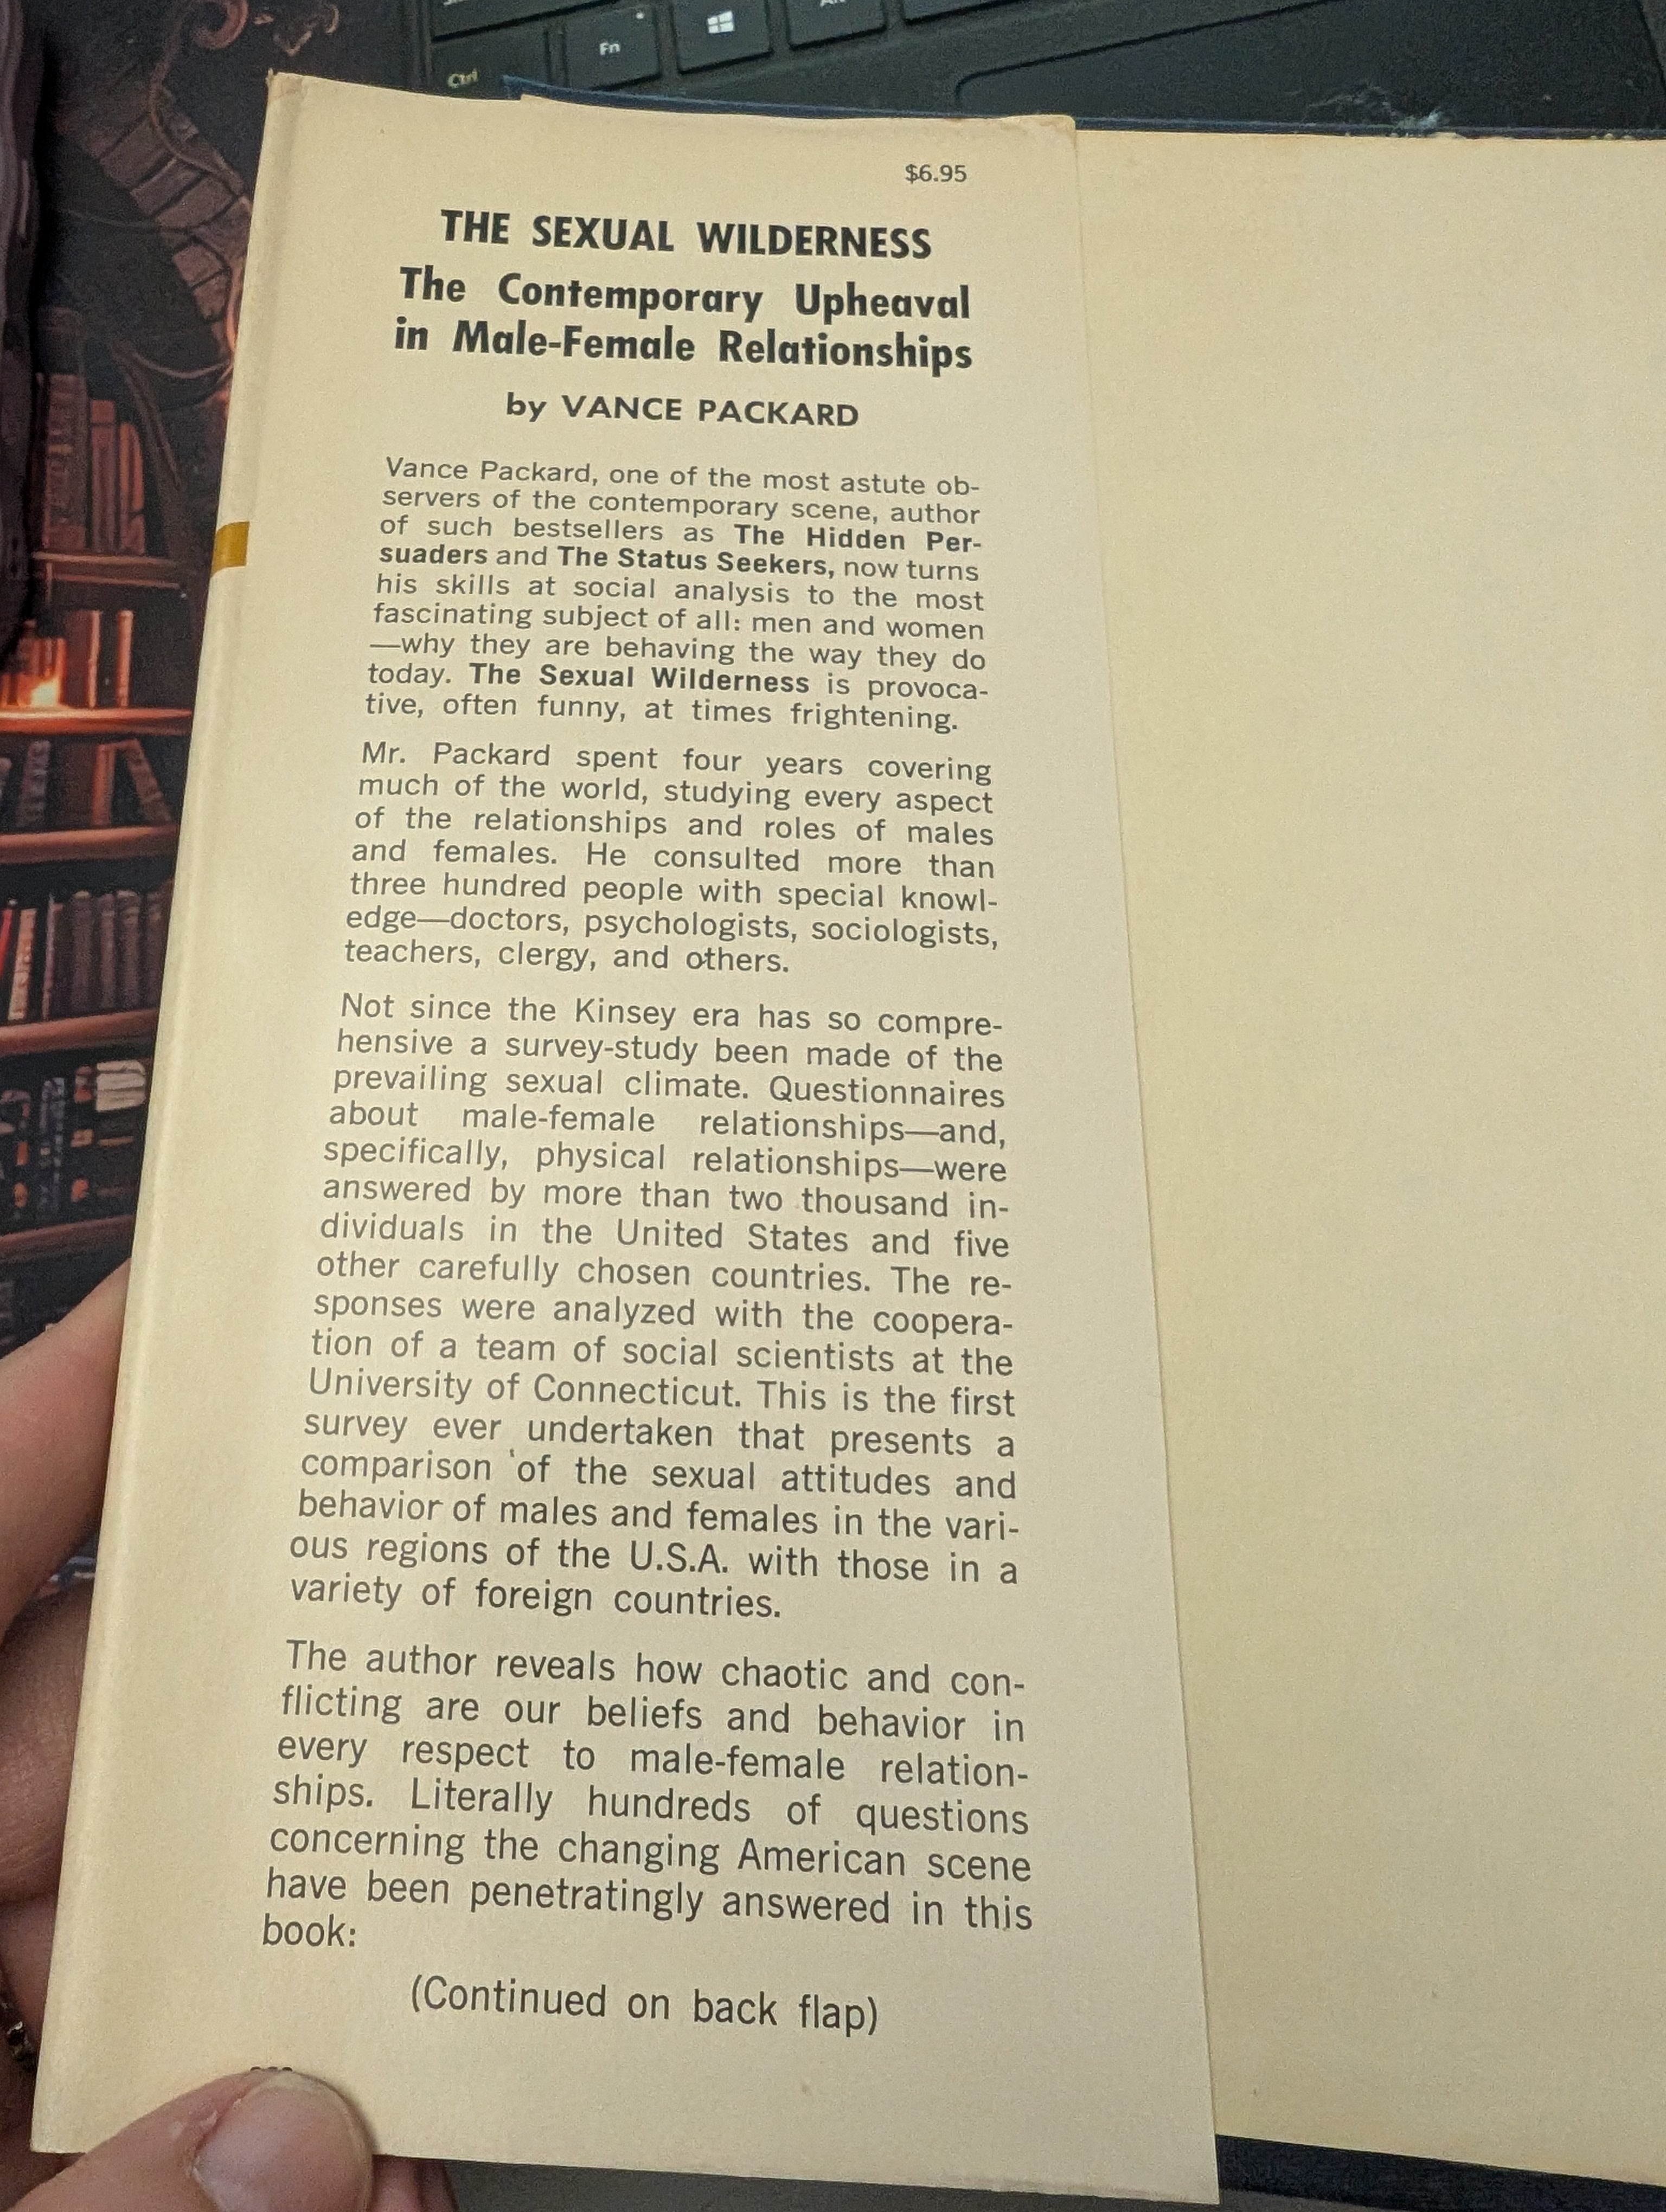 Ctrl
Fn
$6.95
THE SEXUAL WILDERNESS
The Contemporary Upheaval
in Male-Female Relationships
by VANCE PACKARD
Vance Packard, one of the most astute ob-
servers of the contemporary scene, author
of such bestsellers as The Hidden Per-
suaders and The Status Seekers, now turns
his skills at social analysis to the most
fascinating subject of all: men and women
—why they are behaving the way they do
today. The Sexual Wilderness is provoca-
tive, often funny, at times frightening.
Mr. Packard spent four years covering
much of the world, studying every aspect
of the relationships and roles of males
and females. He consulted more than
three hundred people with special knowl-
edge—doctors, psychologists, sociologists,
teachers, clergy, and others.
Not since the Kinsey era has so compre-
hensive a survey-study been made of the
prevailing sexual climate. Questionnaires
about male-female relationships—and,
specifically, physical relationships—were
answered by more than two thousand in-
dividuals in the United States and five
other carefully chosen countries. The re-
sponses were analyzed with the coopera-
tion of a team of social scientists at the
University of Connecticut. This is the first
survey ever undertaken that presents a
comparison of the sexual attitudes and
behavior of males and females in the vari-
ous regions of the U.S.A. with those in a
variety of foreign countries.
The author reveals how chaotic and con-
flicting are our beliefs and behavior in
every respect to male-female relation-
ships. Literally hundreds of questions
concerning the changing American scene
have been penetratingly answered in this
book:
(Continued on back flap)